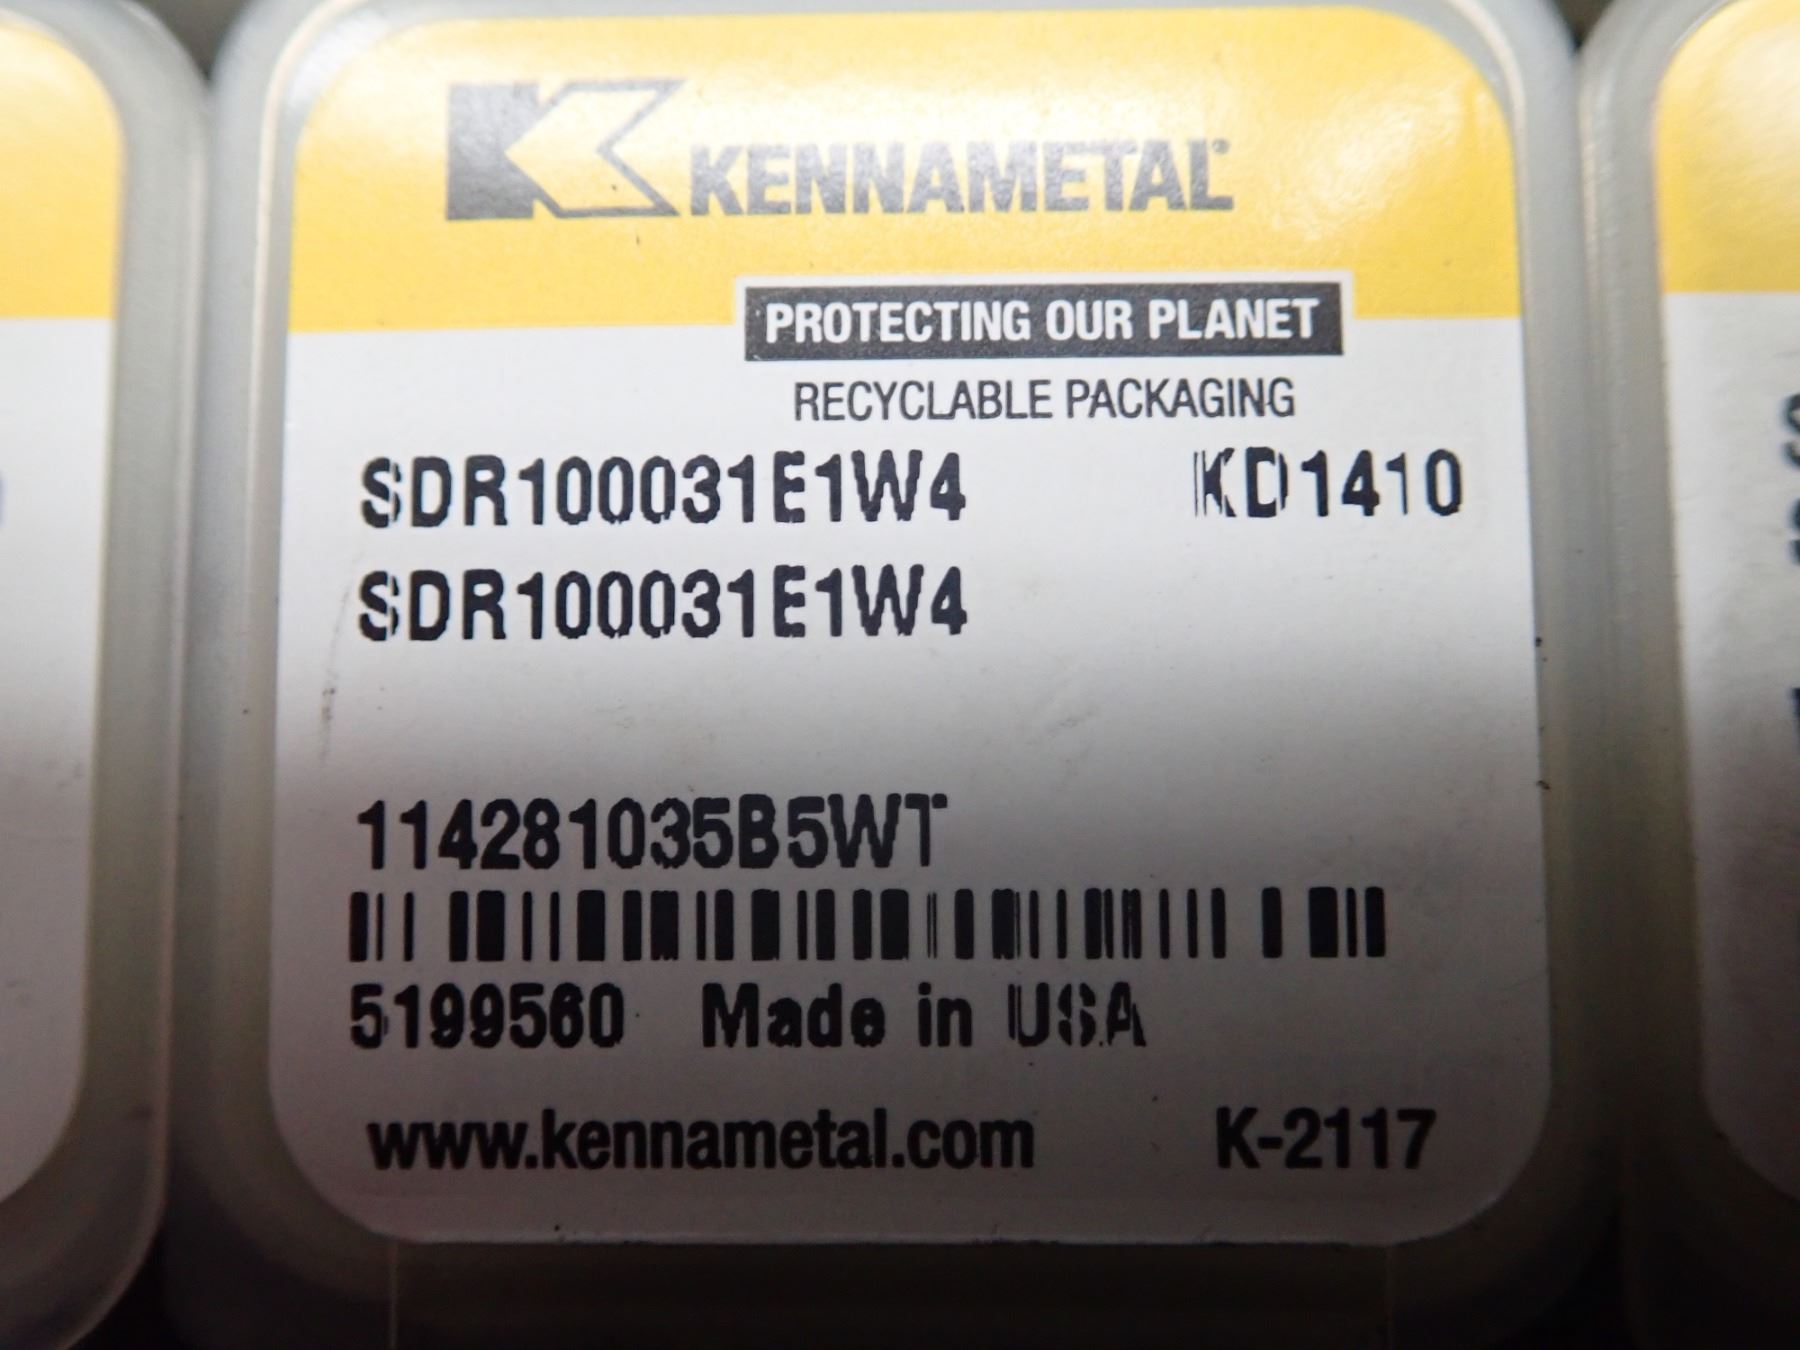 KENNAMETAL®
PROTECTING OUR PLANET
RECYCLABLE PACKAGING
SDR100031E1W4 KD1410
SDR100031E1W4
114281035B5WT
5199560 Made in USA
www.kennametal.com K-2117